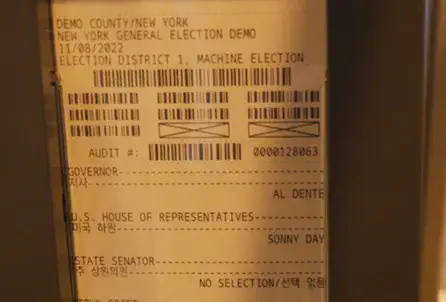 DEMO COUNTY/NEW YORK
NEW YORK GENERAL ELECTION DEMO
11/08/2022
ELECTION DISTRICT 1, MACHINE ELECTION
AUDIT #: 0000128063
GOVERNOR
지사
AL DENTE
U.S. HOUSE OF REPRESENTATIVES
미국 하원
SONNY DAY
STATE SENATOR
주 상원의원
NO SELECTION/선택 없음